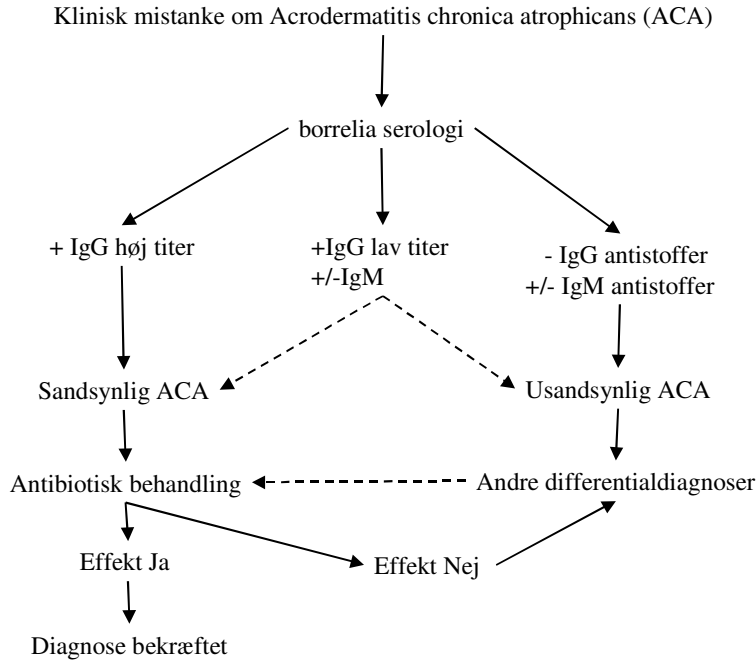 Klinisk mistanke om Acrodermatitis chronica atrophicans (ACA)
borrelia serologi
+ IgG høj titer
+IgG lav titer
+/-IgM
- IgG antistoffer
+/- IgM antistoffer
Sandsynlig ACA
Usandsynlig ACA
Antibiotisk behandling
Andre differentialdiagnoser
Effekt Ja
Effekt Nej
Diagnose bekræftet